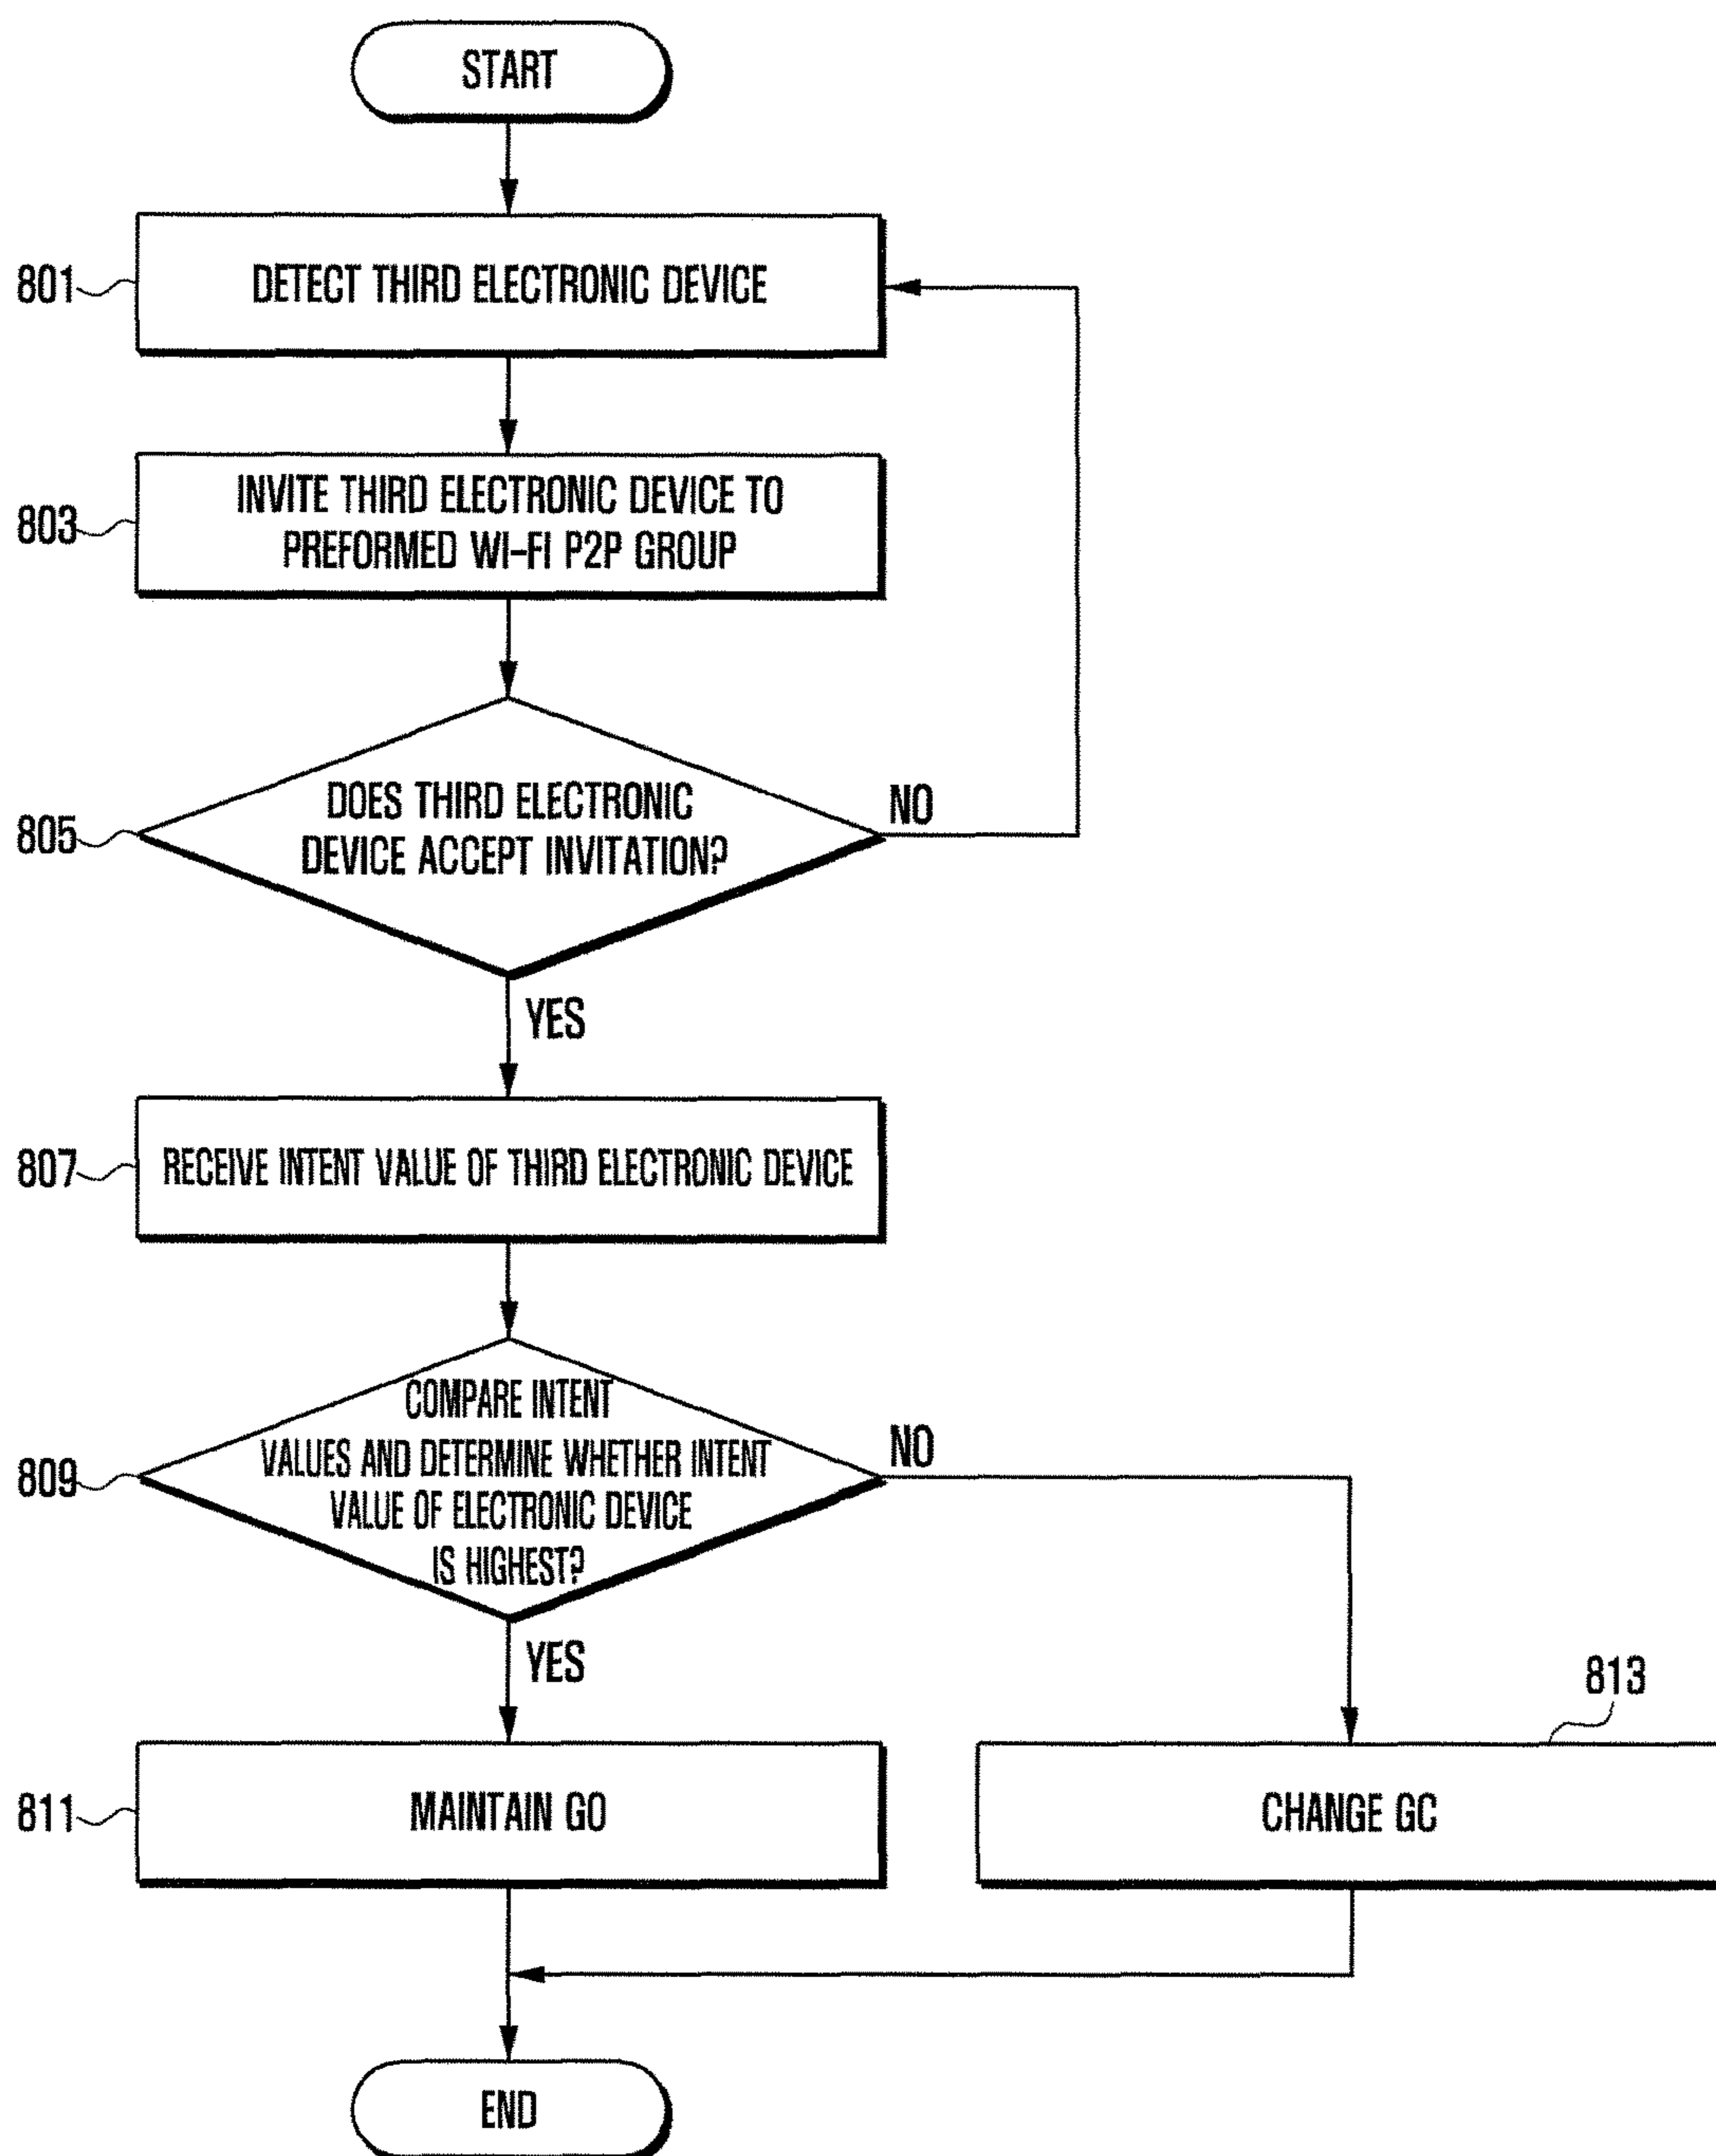 START
801
DETECT THIRD ELECTRONIC DEVICE
803
INVITE THIRD ELECTRONIC DEVICE TO
PREFORMED WI-FI P2P GROUP
805
DOES THIRD ELECTRONIC
DEVICE ACCEPT INVITATION?
NO
YES
807
RECEIVE INTENT VALUE OF THIRD ELECTRONIC DEVICE
809
COMPARE INTENT
VALUES AND DETERMINE WHETHER INTENT
VALUE OF ELECTRONIC DEVICE
IS HIGHEST?
NO
YES
811
MAINTAIN GO
813
CHANGE GC
END